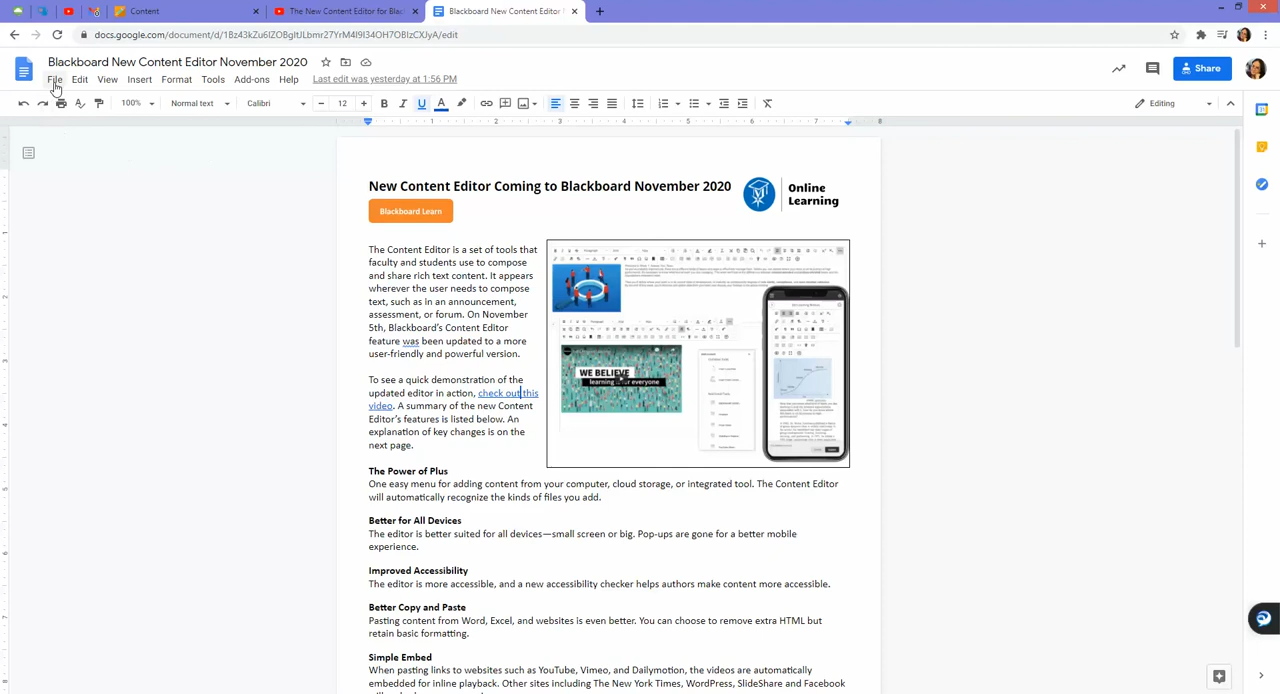 Content
The New Content Editor for Bla
Blackboard New Content Editor
docs.google.com/document/d/1Bz43kZu6IZOBgItJLbmr27YrM4I9I34OH7OBIzCXJyA/edit
Blackboard New Content Editor November 2020
File Edit View Insert Format Tools Add-ons Help Last edit was yesterday at 1:56 PM
Share
100% Normal text Calibri 12 B I U A Editing
1 2 3 4 5 6 7 8
New Content Editor Coming to Blackboard November 2020
Online
Learning
Blackboard Learn
The Content Editor is a set of tools that
faculty and students use to compose
and share rich text content. It appears
wherever the user needs to compose
text, such as in an announcement,
assessment, or forum. On November
5th, Blackboard's Content Editor
feature was been updated to a more
user-friendly and powerful version.
To see a quick demonstration of the
updated editor in action, check out this
video. A summary of the new Content
Editor's features is listed below. An
explanation of key changes is on the
next page.
WE BELIEVE
learning is for everyone
The Power of Plus
One easy menu for adding content from your computer, cloud storage, or integrated tool. The Content Editor
will automatically recognize the kinds of files you add.
Better for All Devices
The editor is better suited for all devices—small screen or big. Pop-ups are gone for a better mobile
experience.
Improved Accessibility
The editor is more accessible, and a new accessibility checker helps authors make content more accessible.
Better Copy and Paste
Pasting content from Word, Excel, and websites is even better. You can choose to remove extra HTML but
retain basic formatting.
Simple Embed
When pasting links to websites such as YouTube, Vimeo, and Dailymotion, the videos are automatically
embedded for inline playback. Other sites including The New York Times, WordPress, SlideShare and Facebook